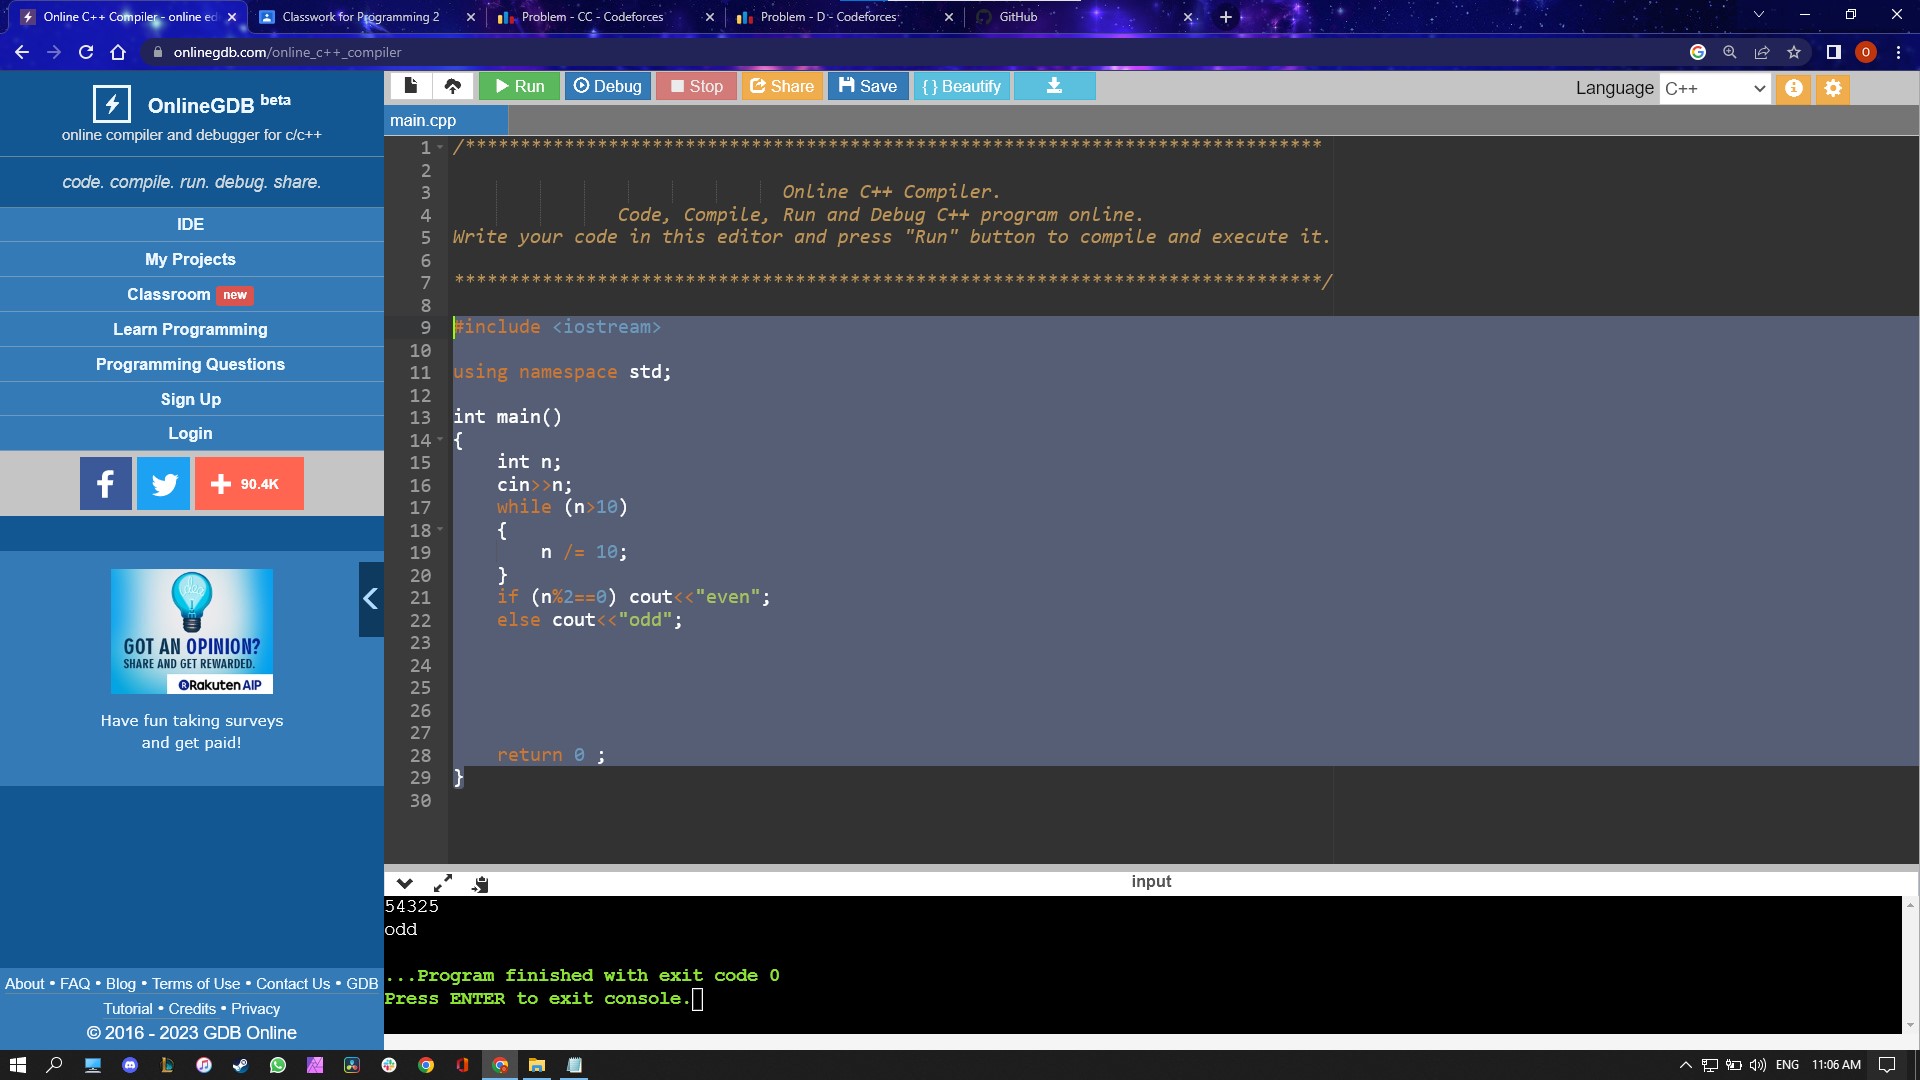 Online C++ Compiler - online ed
Classwork for Programming 2
Problem - CC - Codeforces
Problem - D - Codeforces
GitHub
onlinegdb.com/online_c++_compiler
O
OnlineGDB beta
online compiler and debugger for c/c++
code. compile. run. debug. share.
IDE
My Projects
Classroom new
Learn Programming
Programming Questions
Sign Up
Login
90.4K
GOT AN OPINION?
SHARE AND GET REWARDED.
Rakuten AIP
Have fun taking surveys
and get paid!
About • FAQ • Blog • Terms of Use • Contact Us • GDB
Tutorial • Credits • Privacy
© 2016 - 2023 GDB Online
Run
Debug
Stop
Share
Save
{ } Beautify
Language C++
main.cpp
1 /******************************************************************************
2
3 Online C++ Compiler.
4 Code, Compile, Run and Debug C++ program online.
5 Write your code in this editor and press "Run" button to compile and execute it.
6
7 *******************************************************************************/
8
9 #include <iostream>
10
11 using namespace std;
12
13 int main()
14 {
15 int n;
16 cin>>n;
17 while (n>10)
18 {
19 n /= 10;
20 }
21 if (n%2==0) cout<<"even";
22 else cout<<"odd";
23
24
25
26
27
28 return 0 ;
29 }
30
input
54325
odd
...Program finished with exit code 0
Press ENTER to exit console.
ENG
11:06 AM